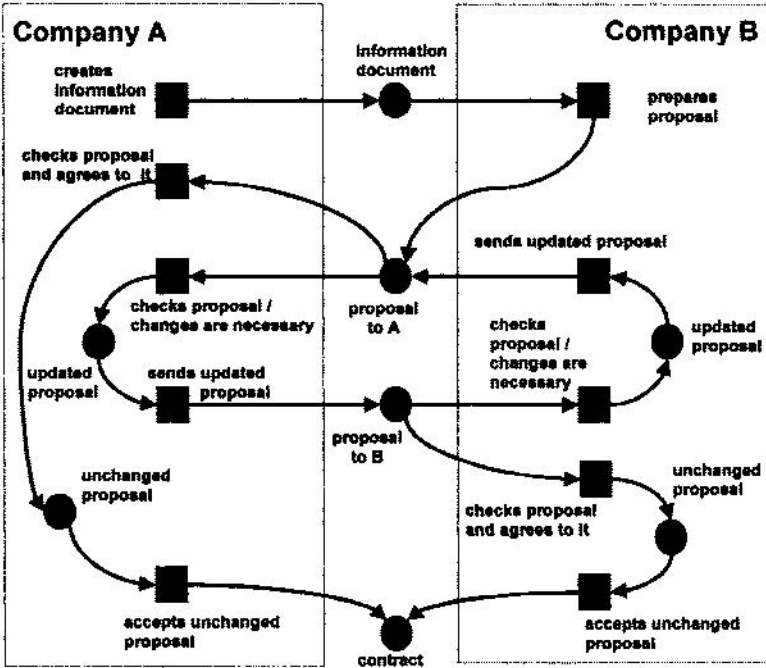 Company A
Company B
information
document
creates
information
document
prepares
proposal
checks proposal
and agrees to it
sends updated proposal
proposal
to A
checks proposal /
changes are necessary
checks
proposal /
changes are
necessary
updated
proposal
updated
proposal
sends updated
proposal
proposal
to B
unchanged
proposal
unchanged
proposal
checks proposal
and agrees to it
accepts unchanged
proposal
accepts unchanged
proposal
contract